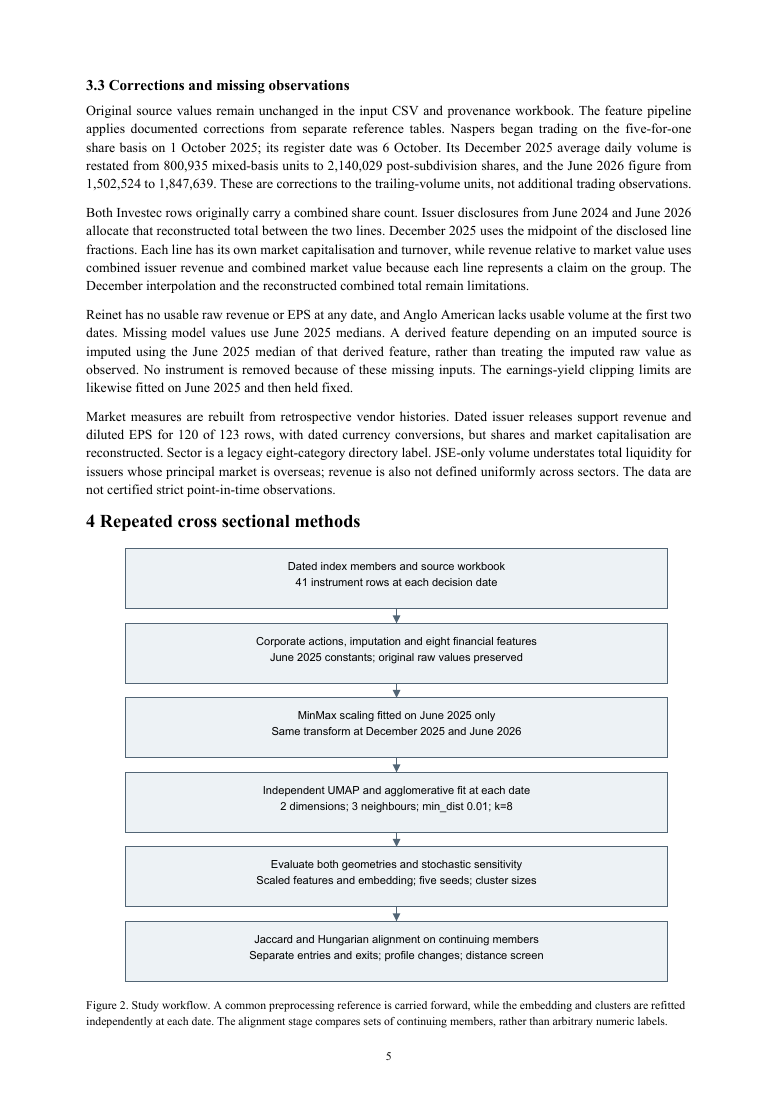 3.3 Corrections and missing observations
Original source values remain unchanged in the input CSV and provenance workbook. The feature pipeline
applies documented corrections from separate reference tables. Naspers began trading on the five-for-one
share basis on 1 October 2025; its register date was 6 October. Its December 2025 average daily volume is
restated from 800,935 mixed-basis units to 2,140,029 post-subdivision shares, and the June 2026 figure from
1,502,524 to 1,847,639. These are corrections to the trailing-volume units, not additional trading observations.
Both Investec rows originally carry a combined share count. Issuer disclosures from June 2024 and June 2026
allocate that reconstructed total between the two lines. December 2025 uses the midpoint of the disclosed line
fractions. Each line has its own market capitalisation and turnover, while revenue relative to market value uses
combined issuer revenue and combined market value because each line represents a claim on the group. The
December interpolation and the reconstructed combined total remain limitations.
Reinet has no usable raw revenue or EPS at any date, and Anglo American lacks usable volume at the first two
dates. Missing model values use June 2025 medians. A derived feature depending on an imputed source is
imputed using the June 2025 median of that derived feature, rather than treating the imputed raw value as
observed. No instrument is removed because of these missing inputs. The earnings-yield clipping limits are
likewise fitted on June 2025 and then held fixed.
Market measures are rebuilt from retrospective vendor histories. Dated issuer releases support revenue and
diluted EPS for 120 of 123 rows, with dated currency conversions, but shares and market capitalisation are
reconstructed. Sector is a legacy eight-category directory label. JSE-only volume understates total liquidity for
issuers whose principal market is overseas; revenue is also not defined uniformly across sectors. The data are
not certified strict point-in-time observations.
4 Repeated cross sectional methods
Dated index members and source workbook
41 instrument rows at each decision date
Corporate actions, imputation and eight financial features
June 2025 constants; original raw values preserved
MinMax scaling fitted on June 2025 only
Same transform at December 2025 and June 2026
Independent UMAP and agglomerative fit at each date
2 dimensions; 3 neighbours; min_dist 0.01; k=8
Evaluate both geometries and stochastic sensitivity
Scaled features and embedding; five seeds; cluster sizes
Jaccard and Hungarian alignment on continuing members
Separate entries and exits; profile changes; distance screen
Figure 2. Study workflow. A common preprocessing reference is carried forward, while the embedding and clusters are refitted
independently at each date. The alignment stage compares sets of continuing members, rather than arbitrary numeric labels.
5